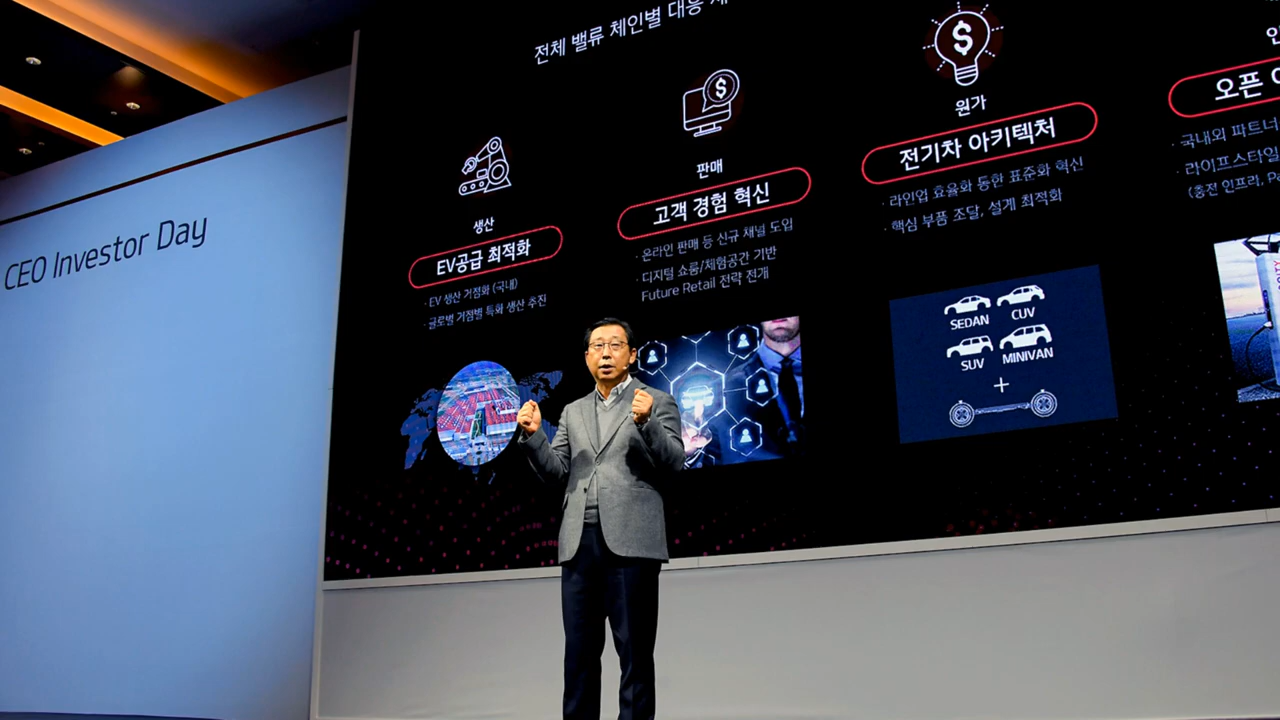 CEO Investor Day
전체 밸류 체인별 대응
생산
EV공급 최적화
· EV 생산 거점화 (국내)
· 글로벌 거점별 특화 생산 추진
$
판매
고객 경험 혁신
· 온라인 판매 등 신규 채널 도입
· 디지털 쇼룸/체험공간 기반
Future Retail 전략 전개
$
원가
전기차 아키텍처
· 라인업 효율화 통한 표준화 혁신
· 핵심 부품 조달, 설계 최적화
SEDAN
CUV
SUV
MINIVAN
+
오픈
· 국내외 파트너
· 라이프스타일
(충전 인프라,